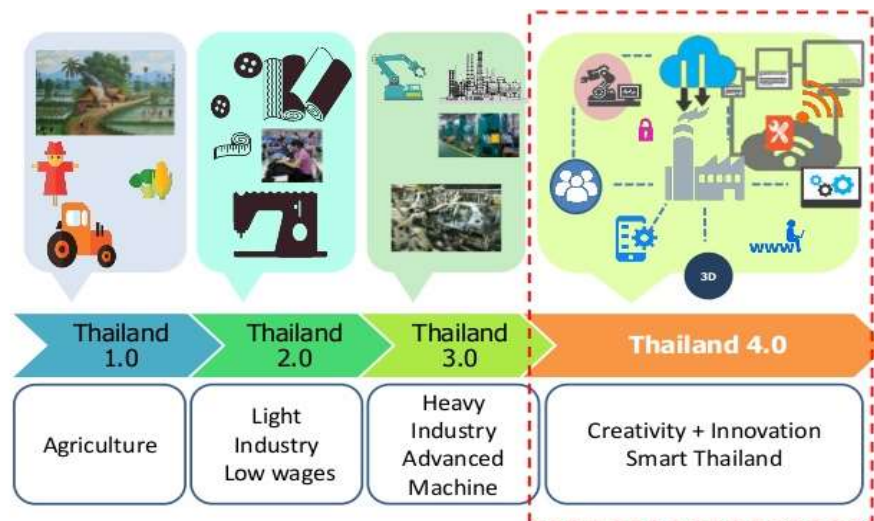 3D
www
Thailand
1.0
Thailand
2.0
Thailand
3.0
Thailand 4.0
Agriculture
Light
Industry
Low wages
Heavy
Industry
Advanced
Machine
Creativity + Innovation
Smart Thailand